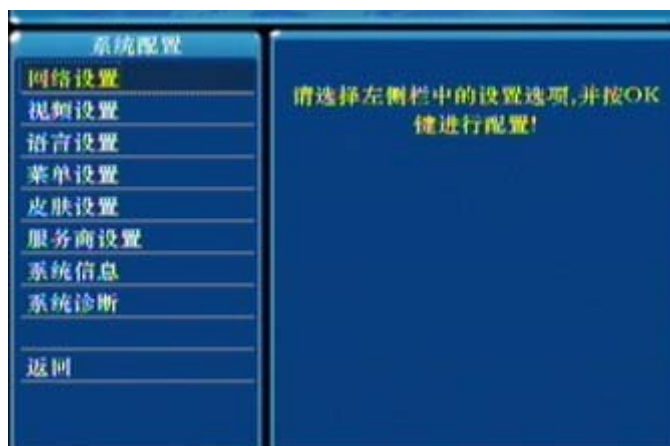 系统配置
网络设置
视频设置
语言设置
菜单设置
皮肤设置
服务商设置
系统信息
系统诊断
返回
请选择左侧栏中的设置选项,并按OK
键进行配置!